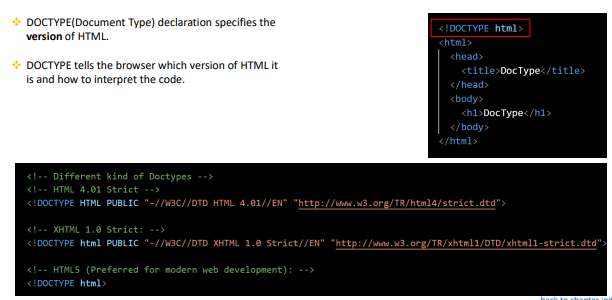 DOCTYPE(Document Type) declaration specifies the
version of HTML.
DOCTYPE tells the browser which version of HTML it
is and how to interpret the code.
<!DOCTYPE html>
<html>
<head>
<title>DocType</title>
</head>
<body>
<h1>DocType</h1>
</body>
</html>
<!-- Different kind of Doctypes -->
<!-- HTML 4.01 Strict -->
<!DOCTYPE HTML PUBLIC "-//W3C//DTD HTML 4.01//EN" "http://www.w3.org/TR/html4/strict.dtd">
<!-- XHTML 1.0 Strict: -->
<!DOCTYPE html PUBLIC "-//W3C//DTD XHTML 1.0 Strict//EN" "http://www.w3.org/TR/xhtml1/DTD/xhtml1-strict.dtd">
<!-- HTML5 (Preferred for modern web development): -->
<!DOCTYPE html>